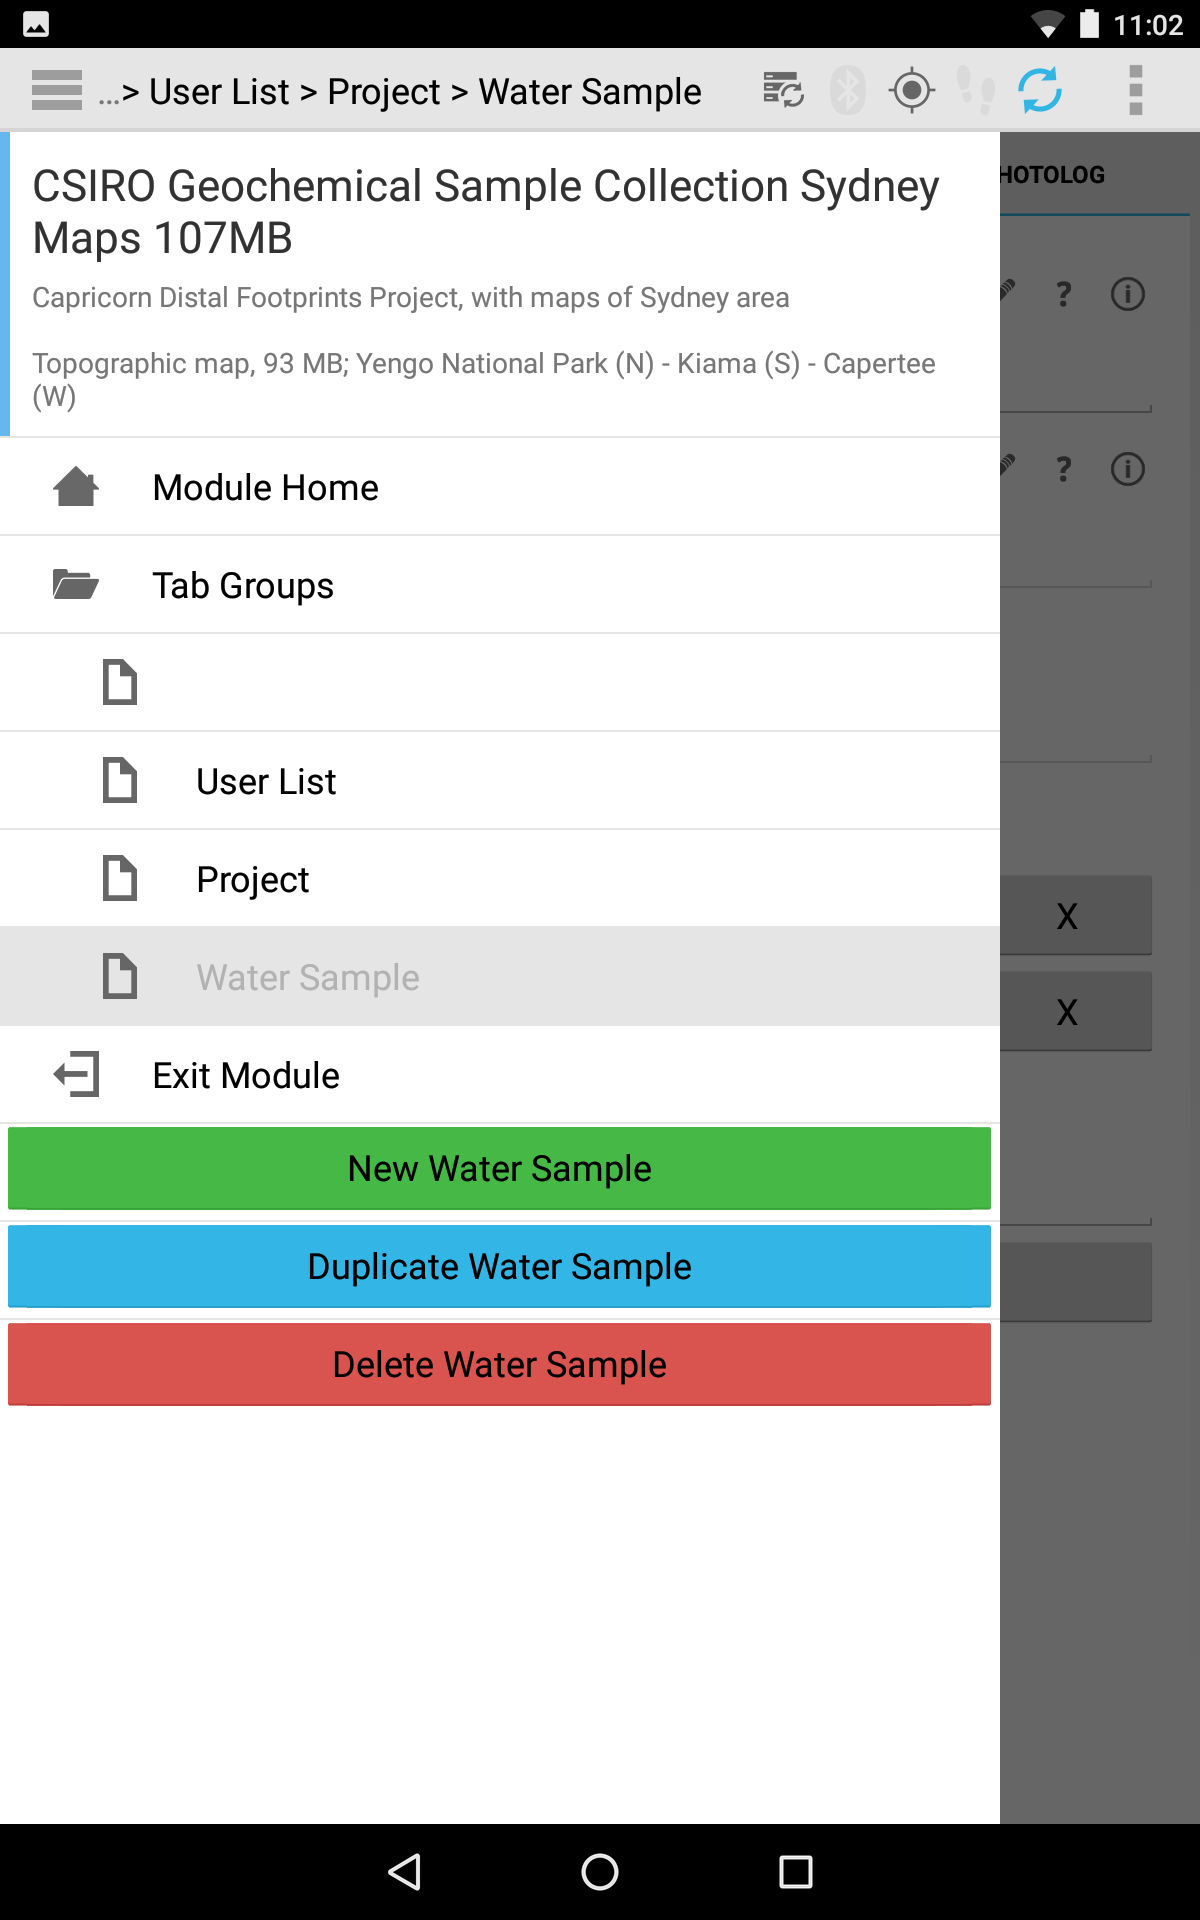 11:02
...> User List > Project > Water Sample
HOTOLOG
CSIRO Geochemical Sample Collection Sydney
Maps 107MB
Capricorn Distal Footprints Project, with maps of Sydney area
Topographic map, 93 MB; Yengo National Park (N) - Kiama (S) - Capertee
(W)
?
?
Module Home
Tab Groups
User List
Project
X
Water Sample
X
Exit Module
New Water Sample
Duplicate Water Sample
Delete Water Sample